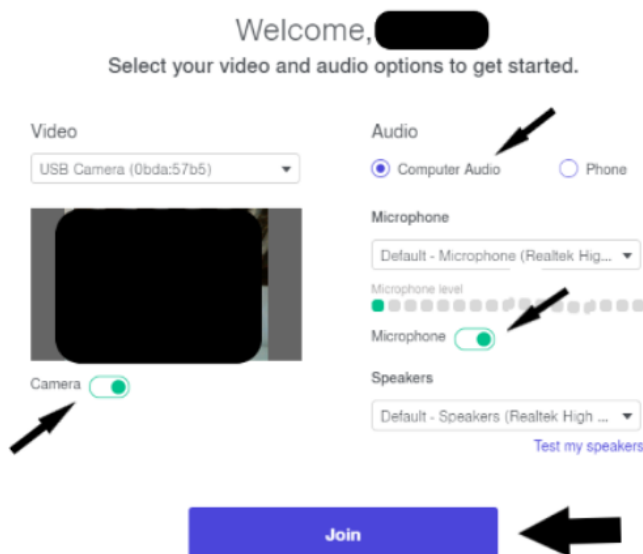 Welcome,
Select your video and audio options to get started.
Video
USB Camera (0bda:57b5)
Camera
Audio
Computer Audio
Phone
Microphone
Default - Microphone (Realtek Hig...
Microphone level
Microphone
Speakers
Default - Speakers (Realtek High ...
Test my speakers
Join